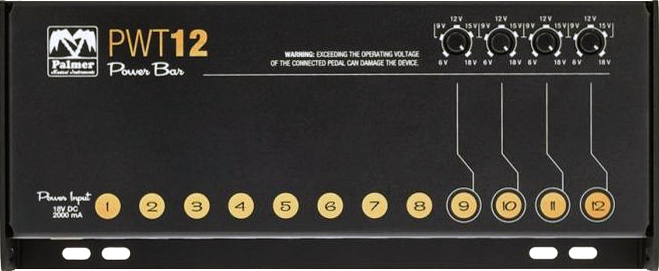 PWT12
Power Bar
Palmer
Musical Instruments
WARNING: EXCEEDING THE OPERATING VOLTAGE
OF THE CONNECTED PEDAL CAN DAMAGE THE DEVICE.
12 V 12 V 12 V 12 V
9 V 15 V 9 V 15 V 9 V 15 V 9 V 15 V
6 V 18 V 6 V 18 V 6 V 18 V 6 V 18 V
Power Input
18V DC
2000 mA
1 2 3 4 5 6 7 8 9 10 11 12